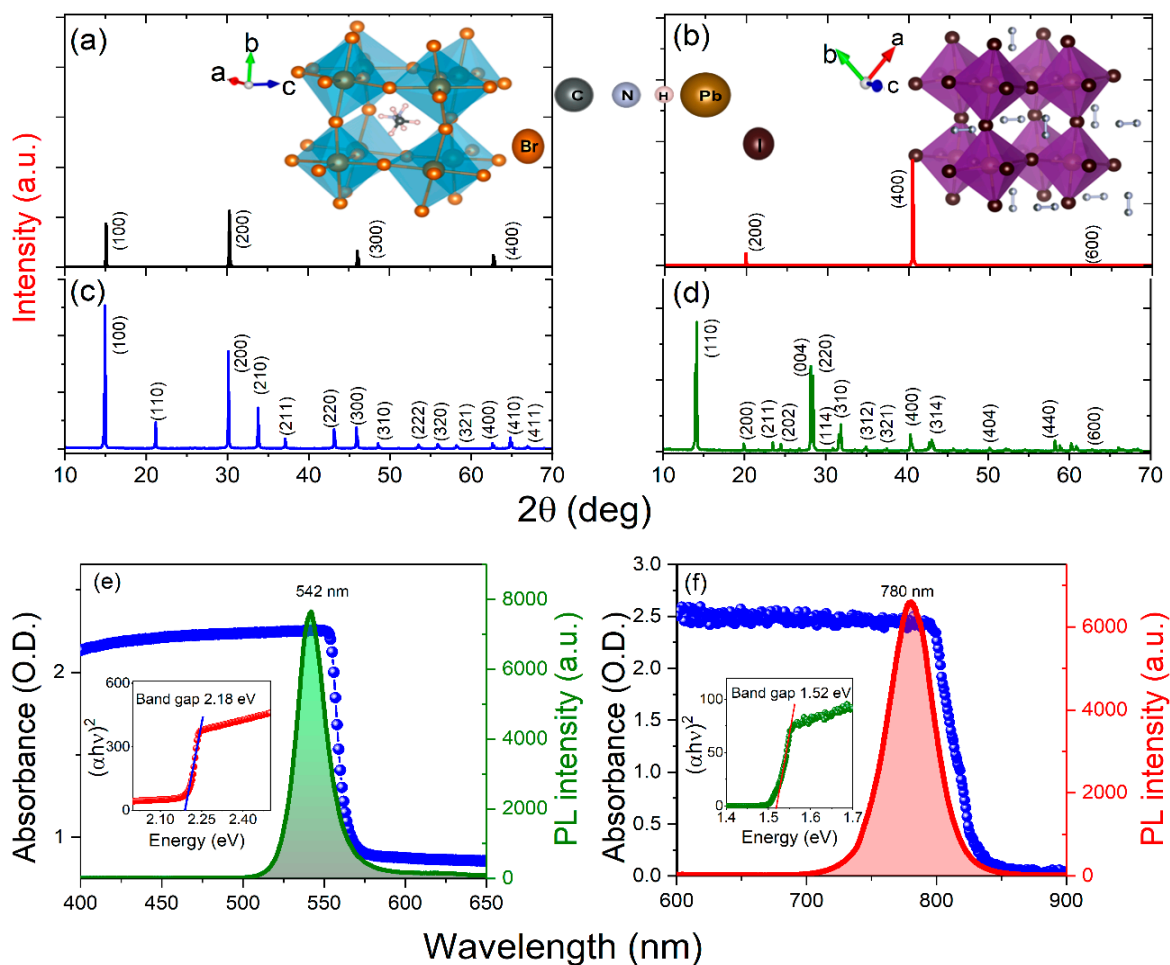 (a)
b
a
c
(100)
(200)
(300)
(400)
C N H Pb
Br
I
(b)
b
a
c
(200)
(400)
(600)
Intensity (a.u.)
(c)
(100)
(110)
(200)
(210)
(211)
(220)
(300)
(310)
(222)
(320)
(321)
(400)
(410)
(411)
10 20 30 40 50 60 70
(d)
(110)
(200)
(211)
(202)
(004)
(220)
(114)
(310)
(312)
(321)
(400)
(314)
(404)
(440)
(600)
10 20 30 40 50 60 70
2θ (deg)
(e)
542 nm
Absorbance (O.D.)
2
1
Band gap 2.18 eV
(αhν)²
600
300
0
2.10 2.25 2.40
Energy (eV)
8000
6000
4000
2000
0
PL intensity (a.u.)
400 450 500 550 600 650
(f)
780 nm
Absorbance (O.D.)
3.0
2.5
2.0
1.5
1.0
0.5
0.0
Band gap 1.52 eV
(αhν)²
100
50
0
1.4 1.5 1.6 1.7
Energy (eV)
6000
4000
2000
0
PL intensity (a.u.)
600 700 800 900
Wavelength (nm)